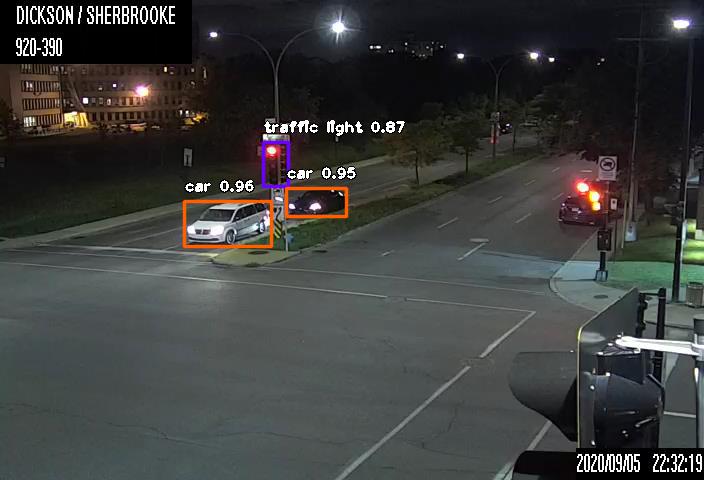 DICKSON / SHERBROOKE
920-390
traffic light 0.87
car 0.95
car 0.96
2020/09/05 22:32:19